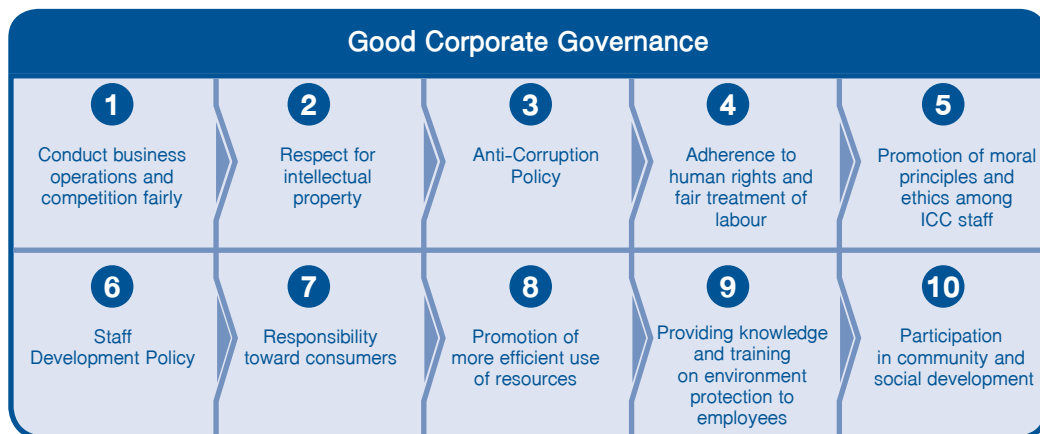 Good Corporate Governance
1
Conduct business
operations and
competition fairly
2
Respect for
intellectual
property
3
Anti-Corruption
Policy
4
Adherence to
human rights and
fair treatment of
labour
5
Promotion of moral
principles and
ethics among
ICC staff
6
Staff
Development Policy
7
Responsibility
toward consumers
8
Promotion of
more efficient use
of resources
9
Providing knowledge
and training
on environment
protection to
employees
10
Participation
in community and
social development